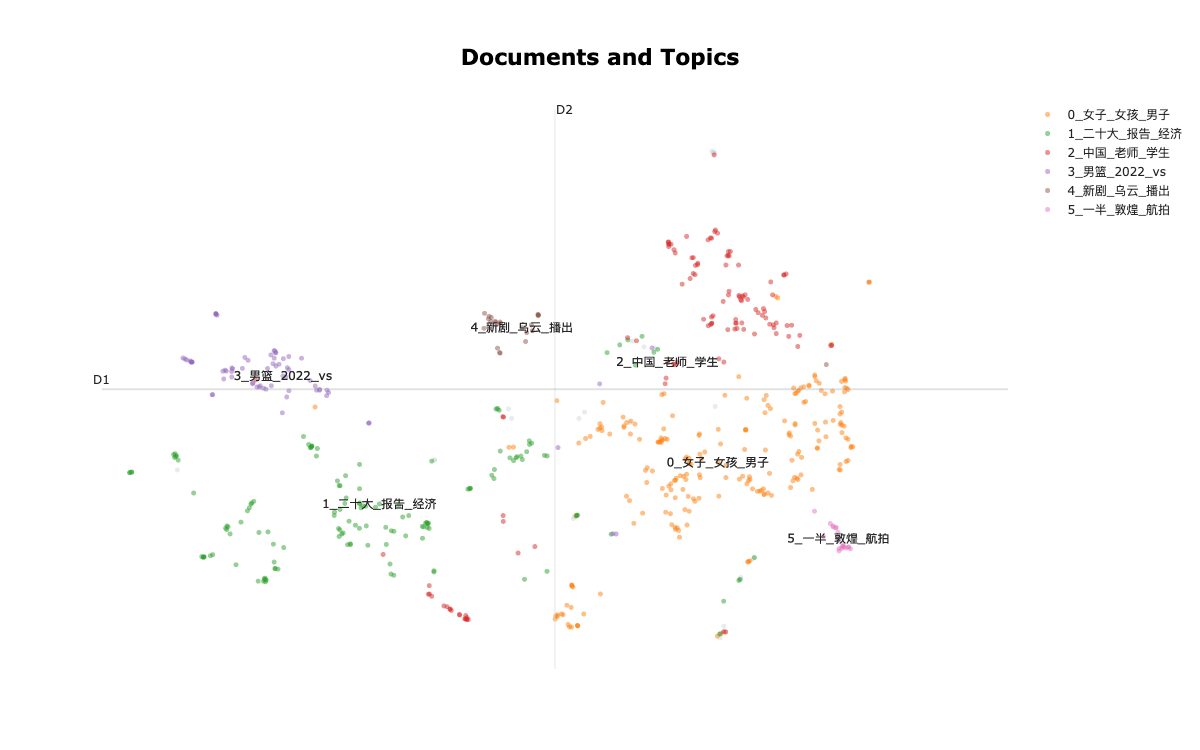 Documents and Topics
D2
0_女子_女孩_男子
1_二十大_报告_经济
2_中国_老师_学生
3_男篮_2022_vs
4_新剧_乌云_播出
5_一半_敦煌_航拍
4_新剧_乌云_播出
2_中国_老师_学生
D1
3_男篮_2022_vs
0_女子_女孩_男子
1_二十大_报告_经济
5_一半_敦煌_航拍